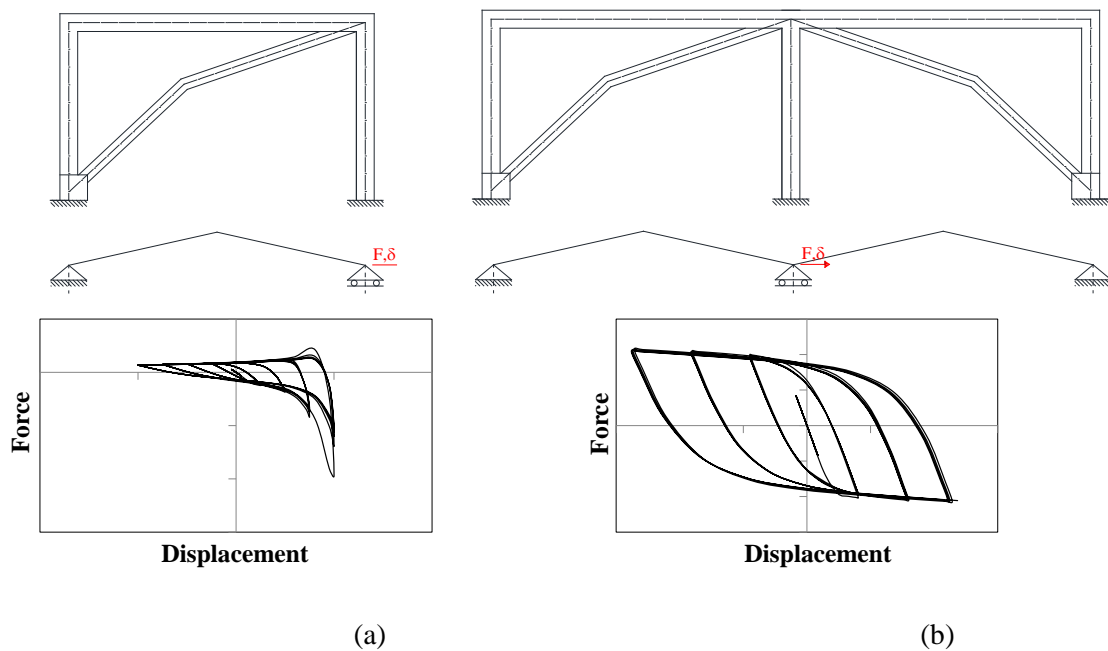 F,δ
F,δ
Force
Displacement
Force
Displacement
(a)
(b)